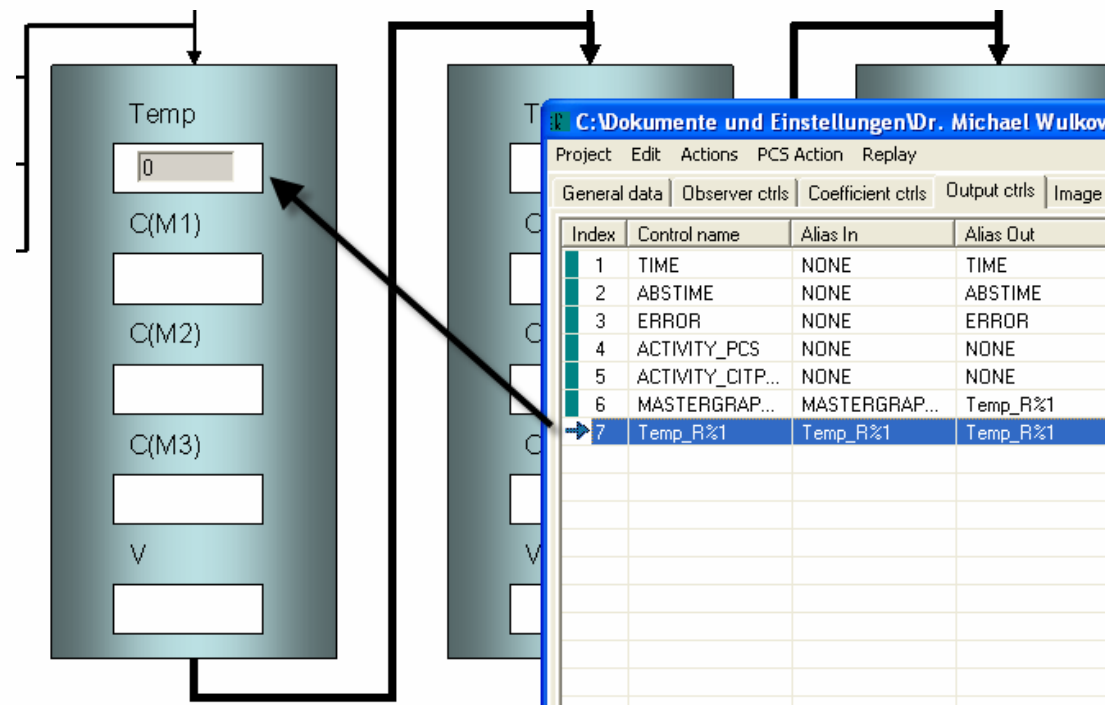 Temp
0
C(M1)
C(M2)
C(M3)
V
T
C
C
C
V
C:\Dokumente und Einstellungen\Dr. Michael Wulkov
Project Edit Actions PCS Action Replay
General data Observer ctrls Coefficient ctrls Output ctrls Image
Index Control name Alias In Alias Out
1 TIME NONE TIME
2 ABSTIME NONE ABSTIME
3 ERROR NONE ERROR
4 ACTIVITY_PCS NONE NONE
5 ACTIVITY_CITP... NONE NONE
6 MASTERGRAP... MASTERGRAP... Temp_R%1
7 Temp_R%1 Temp_R%1 Temp_R%1